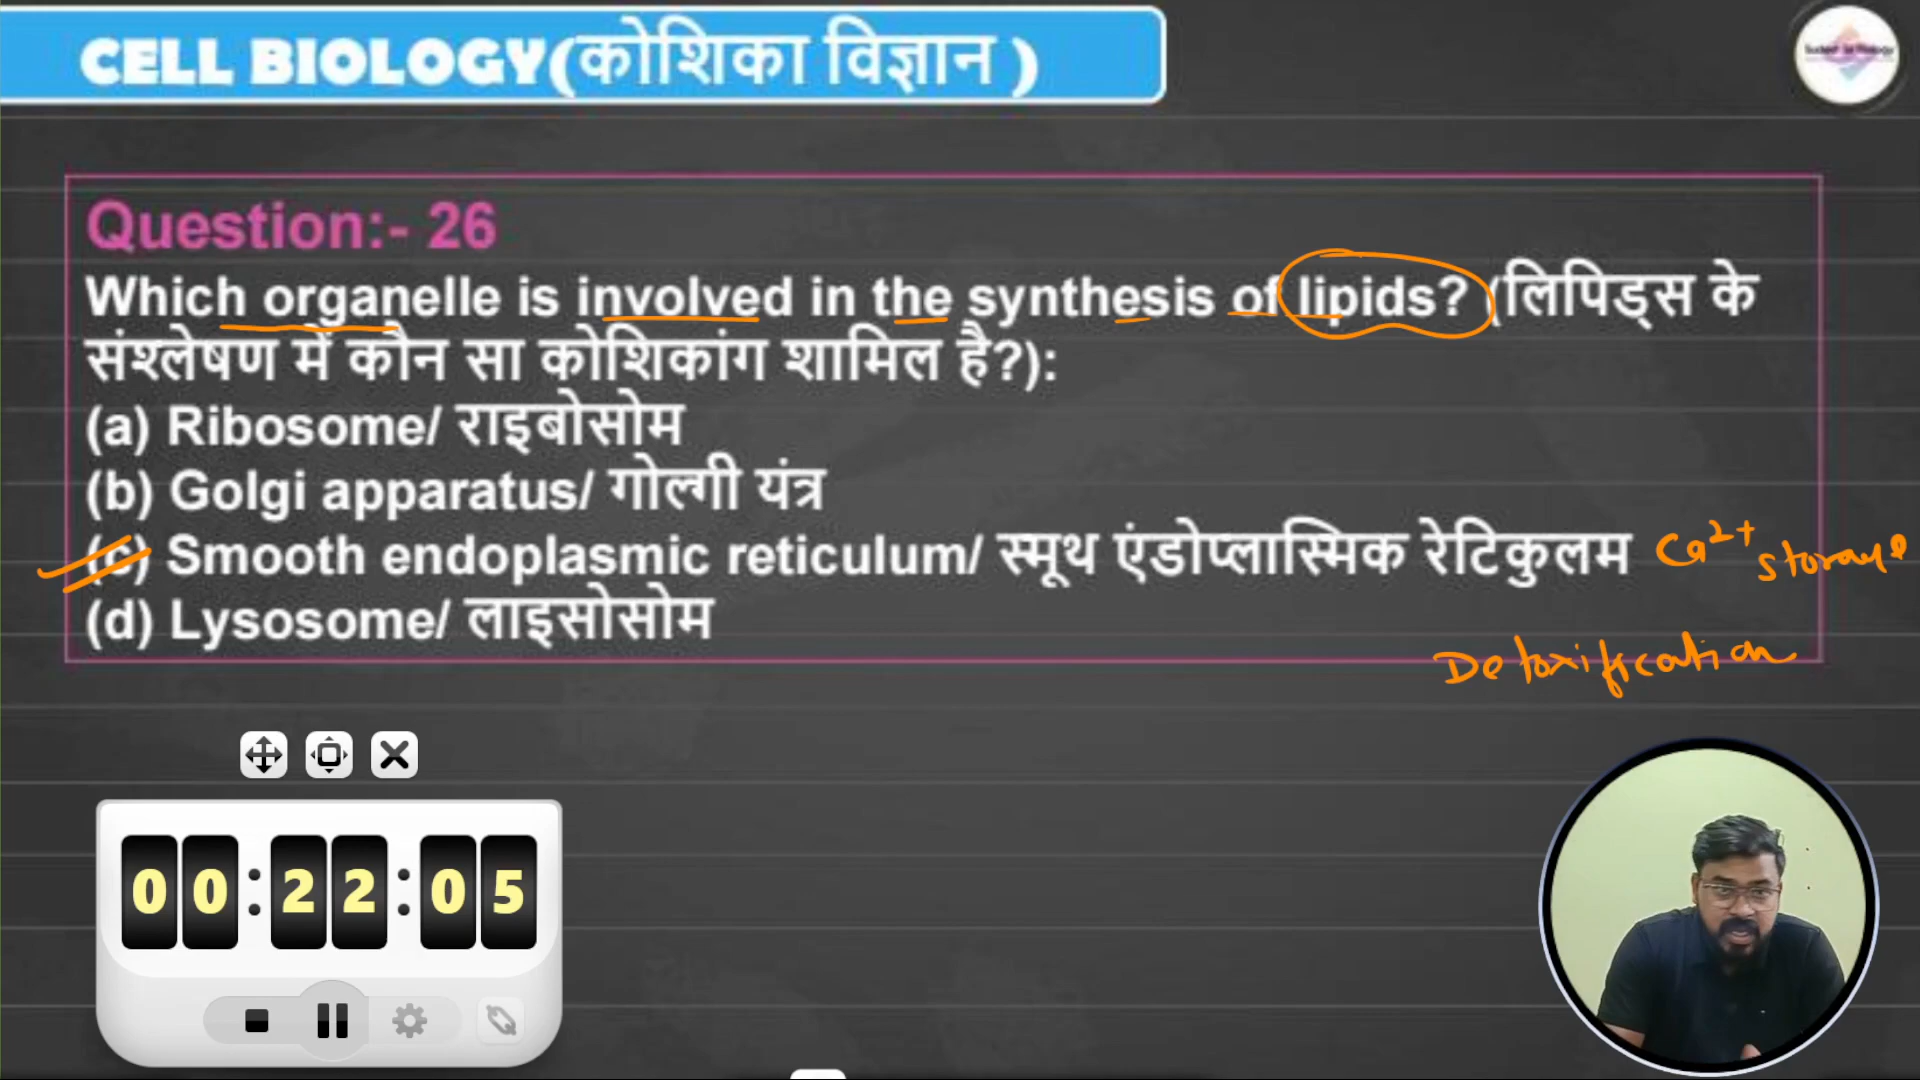 CELL BIOLOGY(कोशिका विज्ञान )
Question:- 26
Which organelle is involved in the synthesis of lipids? (लिपिड्स के
संश्लेषण में कौन सा कोशिकांग शामिल है?):
(a) Ribosome/ राइबोसोम
(b) Golgi apparatus/ गोल्गी यंत्र
(c) Smooth endoplasmic reticulum/ स्मूथ एंडोप्लास्मिक रेटिकुलम Ca2+ storage
(d) Lysosome/ लाइसोसोम
Detoxification
00:22:05